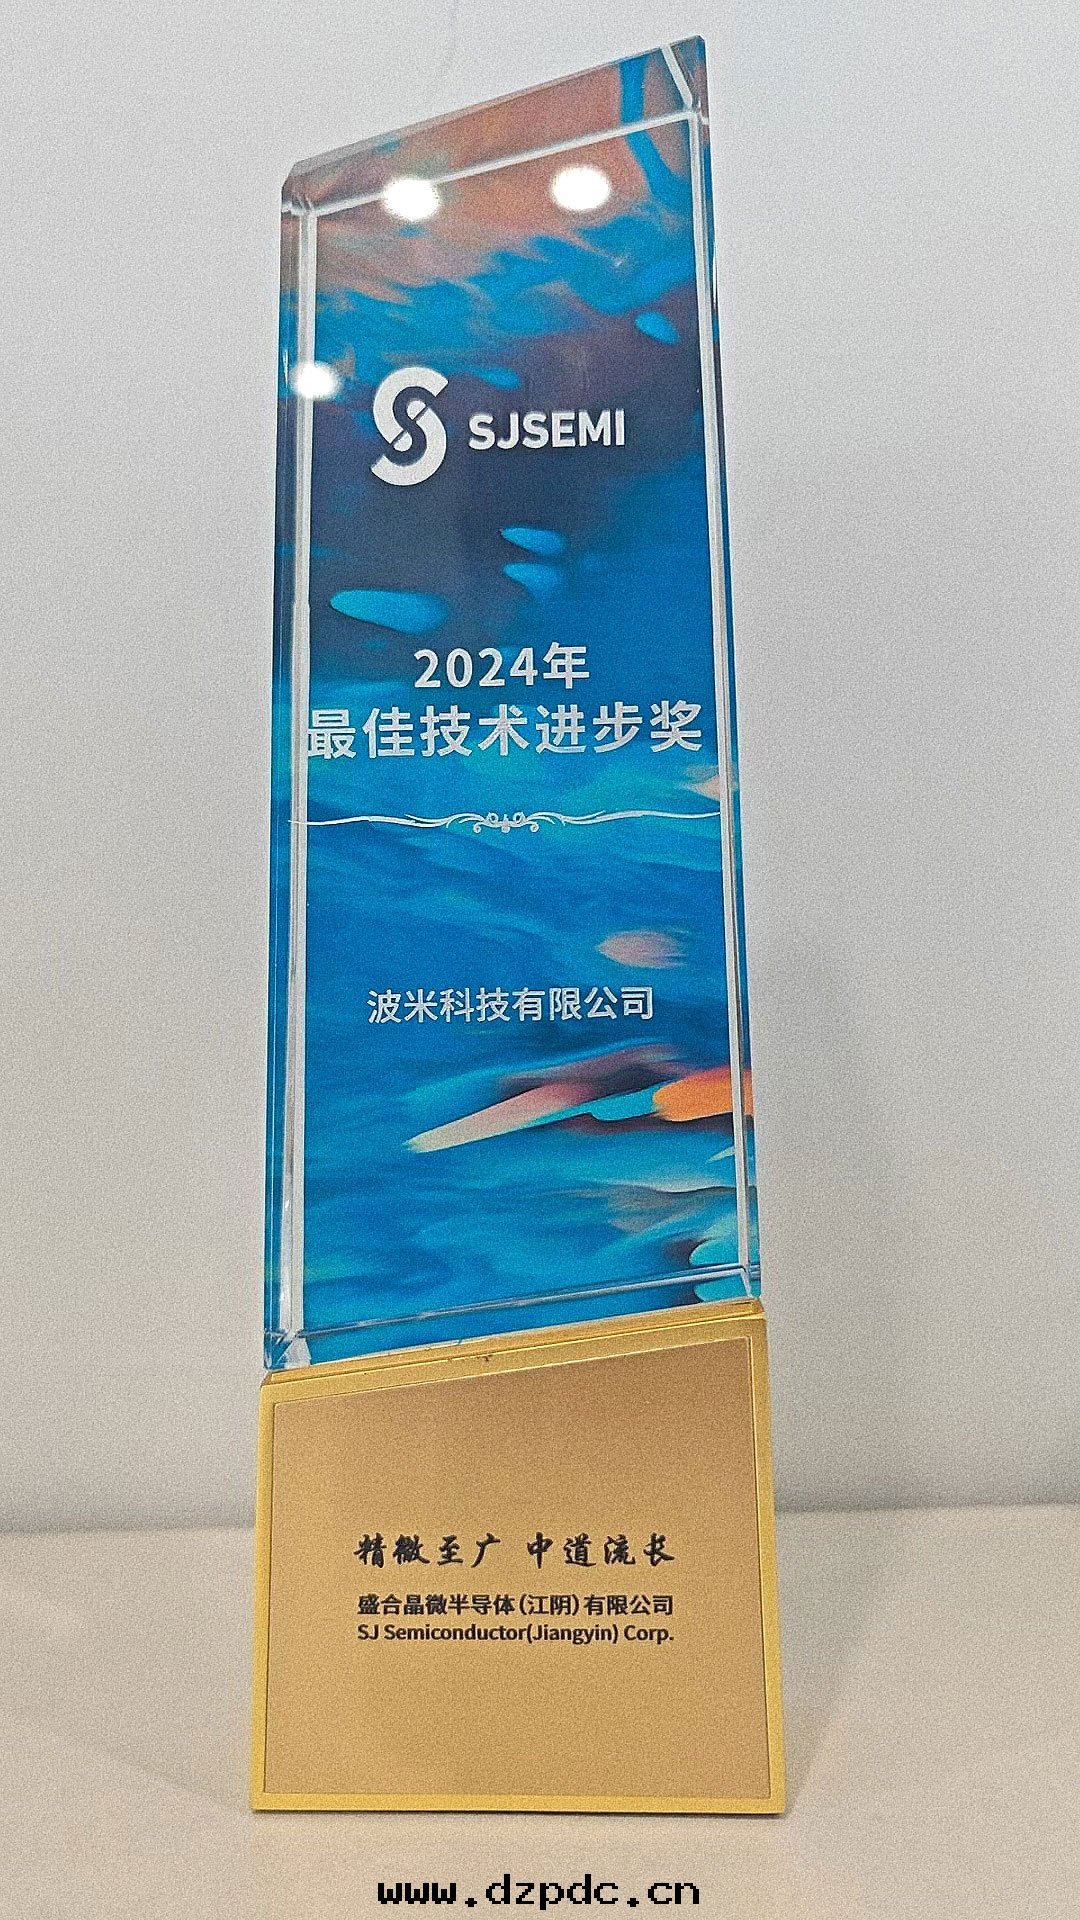 SJSEMI
2024年
最佳技术进步奖
波米科技有限公司
精微至广 中道流长
盛合晶微半导体(江阴)有限公司
SJ Semiconductor(Jiangyin) Corp.
www.dzpdc.cn